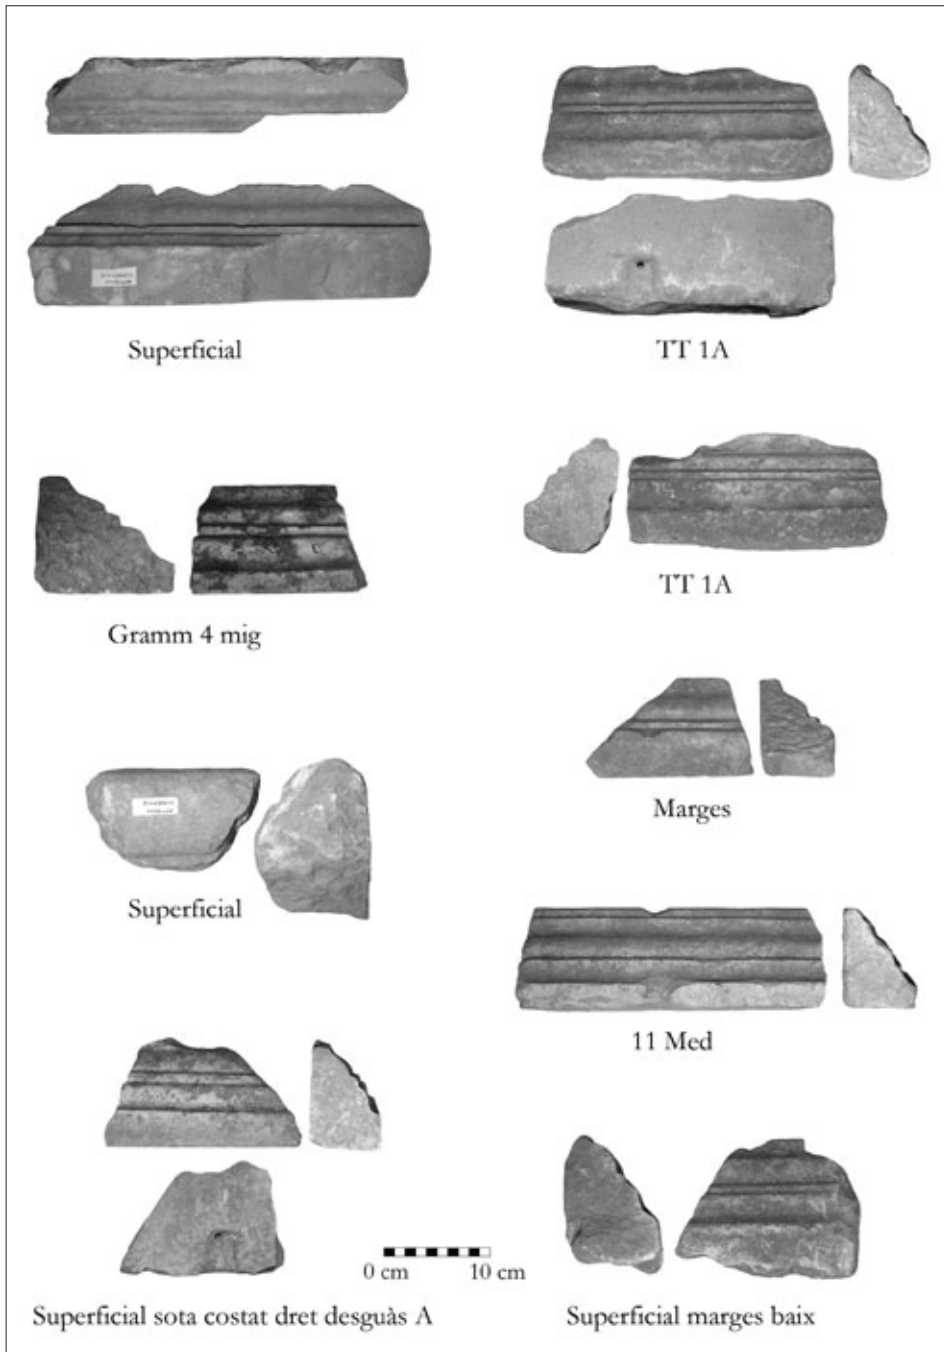 Superficial
TT 1A
Gramm 4 mig
TT 1A
Marges
Superficial
11 Med
0 cm
10 cm
Superficial sota costat dret desguàs A
Superficial marges baix